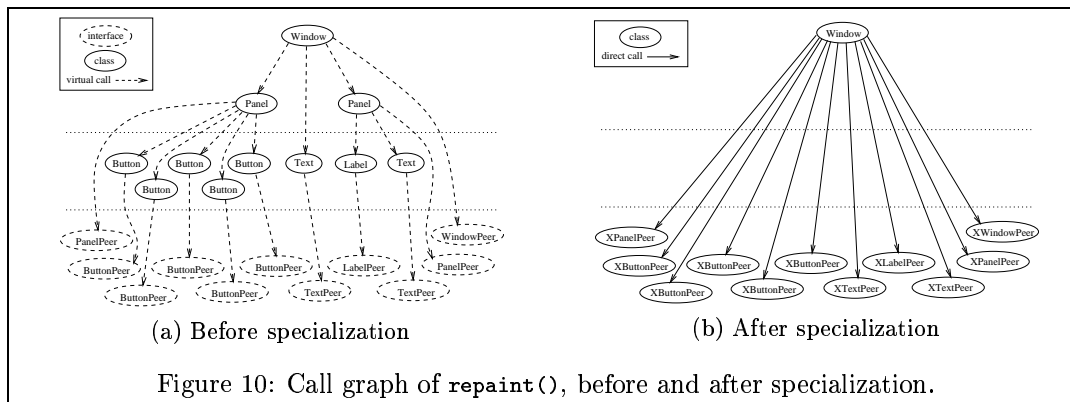 interface
class
virtual call
Window
Panel
Panel
Button
Button
Button
Text
Label
Text
Button
Button
PanelPeer
WindowPeer
ButtonPeer
ButtonPeer
ButtonPeer
LabelPeer
PanelPeer
ButtonPeer
ButtonPeer
TextPeer
TextPeer
(a) Before specialization
class
direct call
Window
XPanelPeer
XWindowPeer
XButtonPeer
XButtonPeer
XButtonPeer
XLabelPeer
XPanelPeer
XButtonPeer
XButtonPeer
XTextPeer
XTextPeer
(b) After specialization
Figure 10: Call graph of repaint(), before and after specialization.